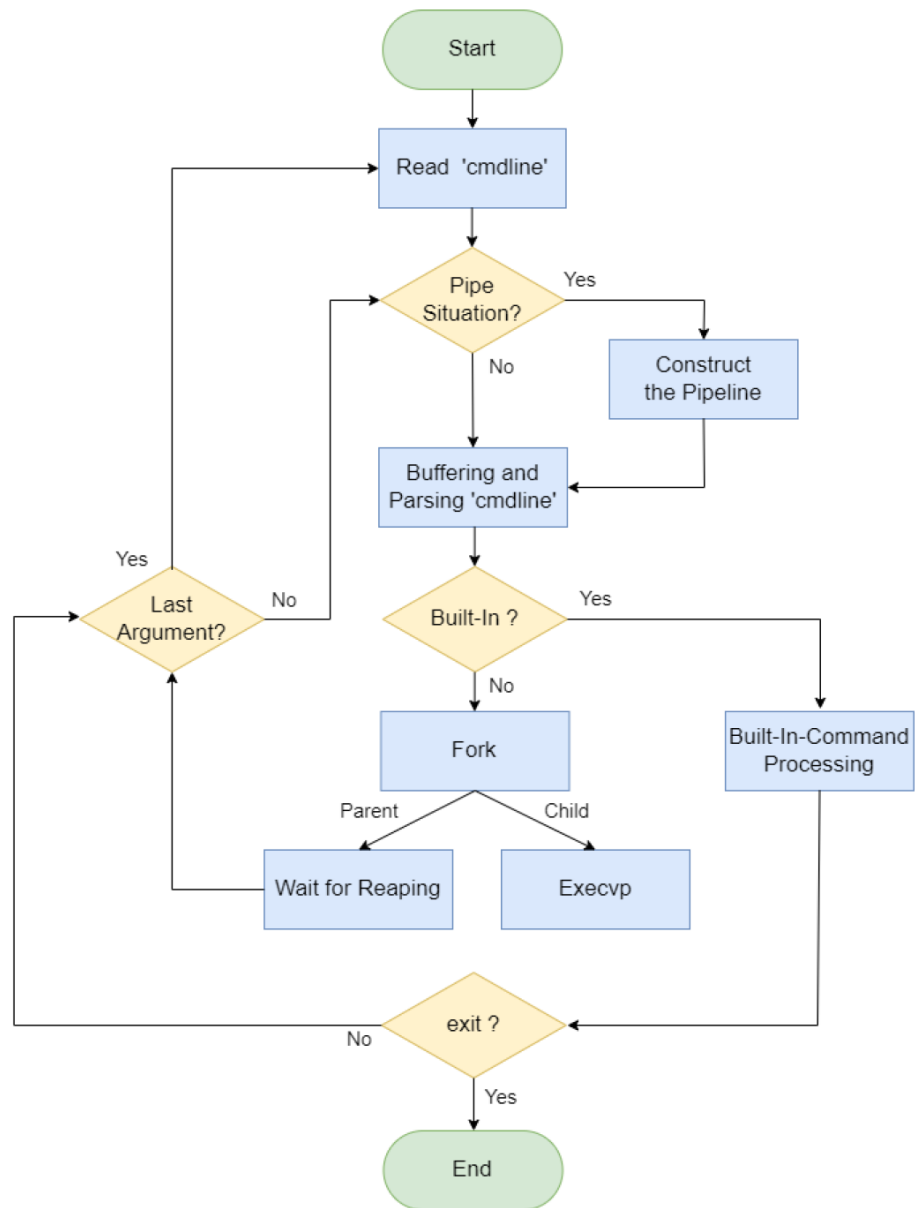 Start
Read 'cmdline'
Pipe
Situation?
Yes
No
Construct
the Pipeline
Buffering and
Parsing 'cmdline'
Yes
Last
Argument?
No
Built-In ?
Yes
No
Fork
Built-In-Command
Processing
Parent
Child
Wait for Reaping
Execvp
exit ?
No
Yes
End